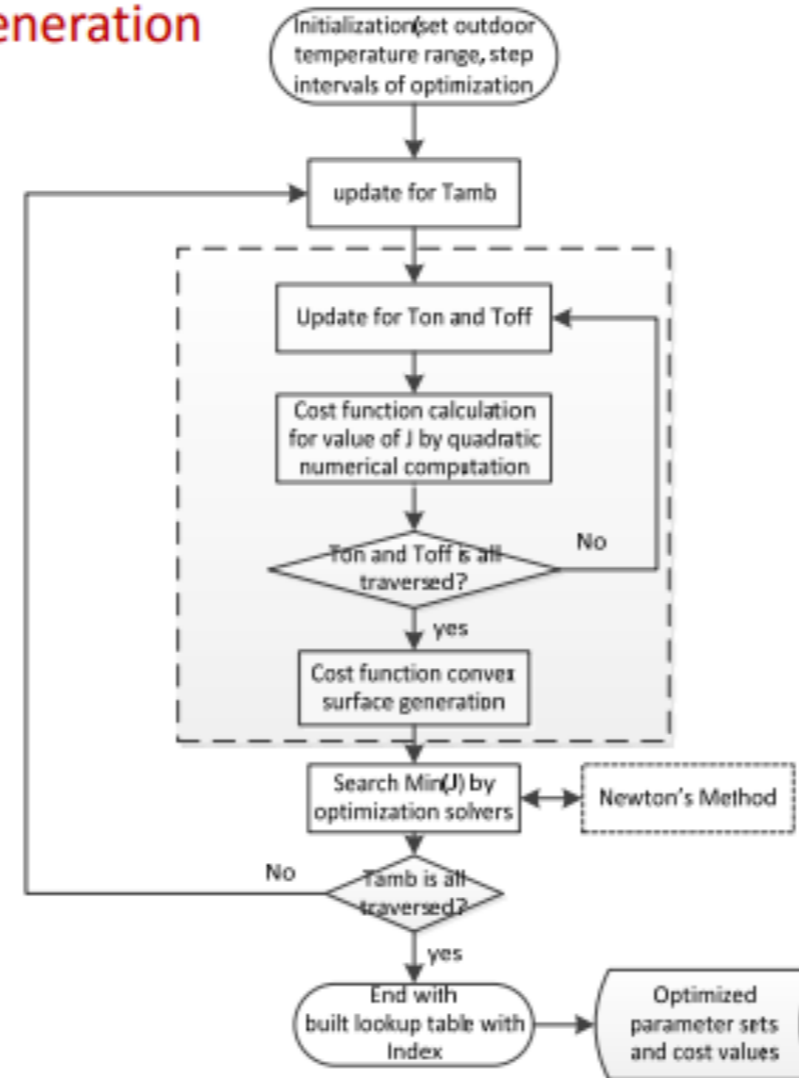 eneration
Initialization(set outdoor
temperature range, step
intervals of optimization
update for Tamb
Update for Ton and Toff
Cost function calculation
for value of J by quadratic
numerical computation
Ton and Toff is all
traversed?
No
yes
Cost function convex
surface generation
Search Min(J) by
optimization solvers
Newton's Method
No
Tamb is all
traversed?
yes
End with
built lookup table with
Index
Optimized
parameter sets
and cost values